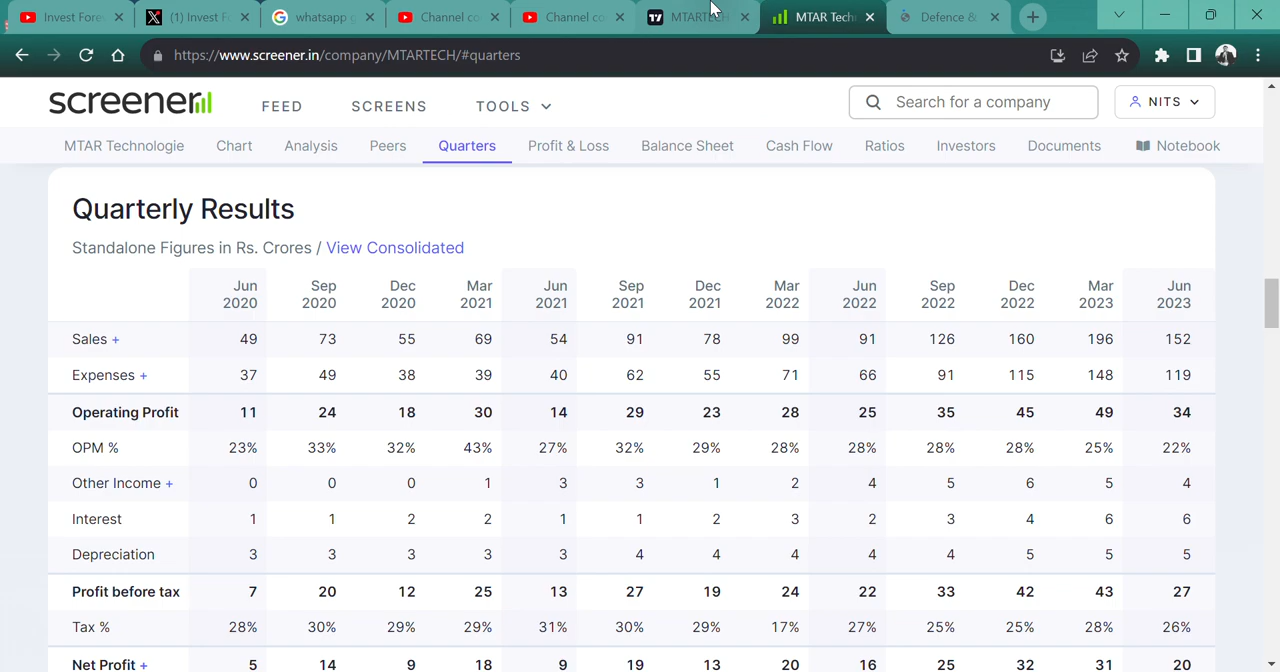 Invest Forev
(1) Invest F
whatsapp g
Channel co
Channel co
MTARTECH
MTAR Tech
Defence &
https://www.screener.in/company/MTARTECH/#quarters
screener
FEED SCREENS TOOLS
Search for a company
NITS
MTAR Technologie Chart Analysis Peers Quarters Profit & Loss Balance Sheet Cash Flow Ratios Investors Documents Notebook
Quarterly Results
Standalone Figures in Rs. Crores / View Consolidated
Jun Sep Dec Mar Jun Sep Dec Mar Jun Sep Dec Mar Jun
2020 2020 2020 2021 2021 2021 2021 2022 2022 2022 2022 2023 2023
Sales + 49 73 55 69 54 91 78 99 91 126 160 196 152
Expenses + 37 49 38 39 40 62 55 71 66 91 115 148 119
Operating Profit 11 24 18 30 14 29 23 28 25 35 45 49 34
OPM % 23% 33% 32% 43% 27% 32% 29% 28% 28% 28% 28% 25% 22%
Other Income + 0 0 0 1 3 3 1 2 4 5 6 5 4
Interest 1 1 2 2 1 1 2 3 2 3 4 6 6
Depreciation 3 3 3 3 3 4 4 4 4 4 5 5 5
Profit before tax 7 20 12 25 13 27 19 24 22 33 42 43 27
Tax % 28% 30% 29% 29% 31% 30% 29% 17% 27% 25% 25% 28% 26%
Net Profit + 5 14 9 18 9 19 13 20 16 25 32 31 20